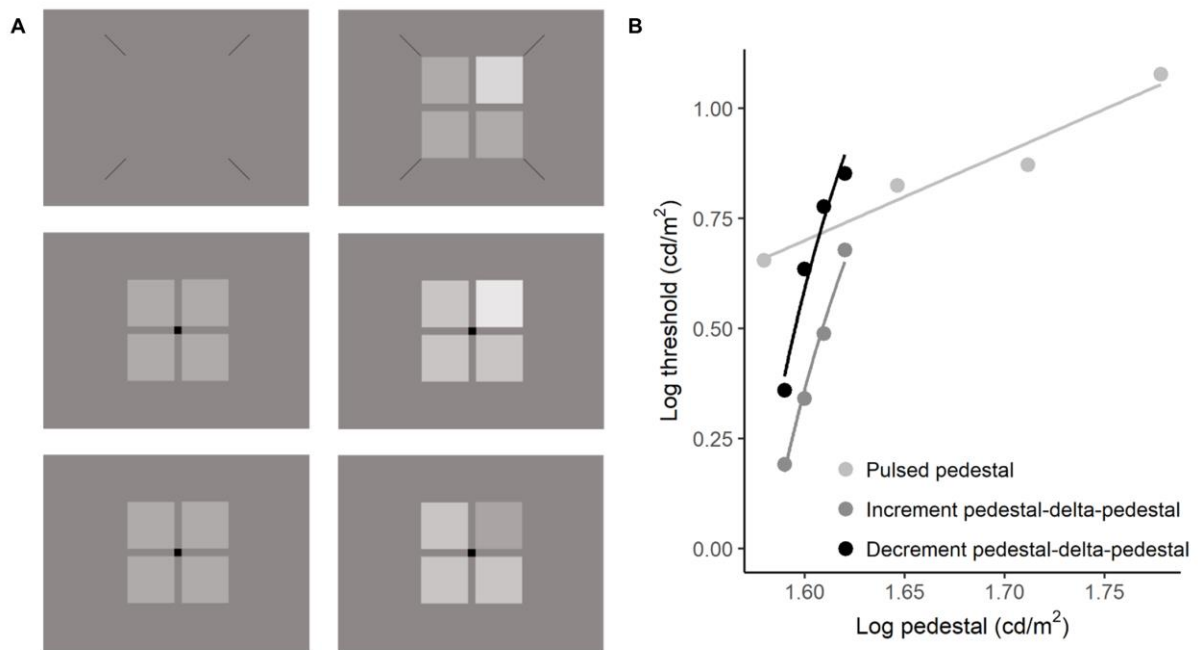 A
B
1.00
0.75
0.50
0.25
0.00
Log threshold (cd/m²)
Pulsed pedestal
Increment pedestal-delta-pedestal
Decrement pedestal-delta-pedestal
1.60
1.65
1.70
1.75
Log pedestal (cd/m²)